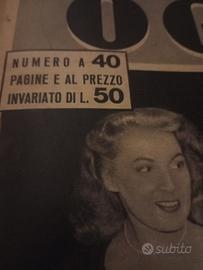 NUMERO A 40
PAGINE E AL PREZZO
INVARIATO DI L. 50
subito